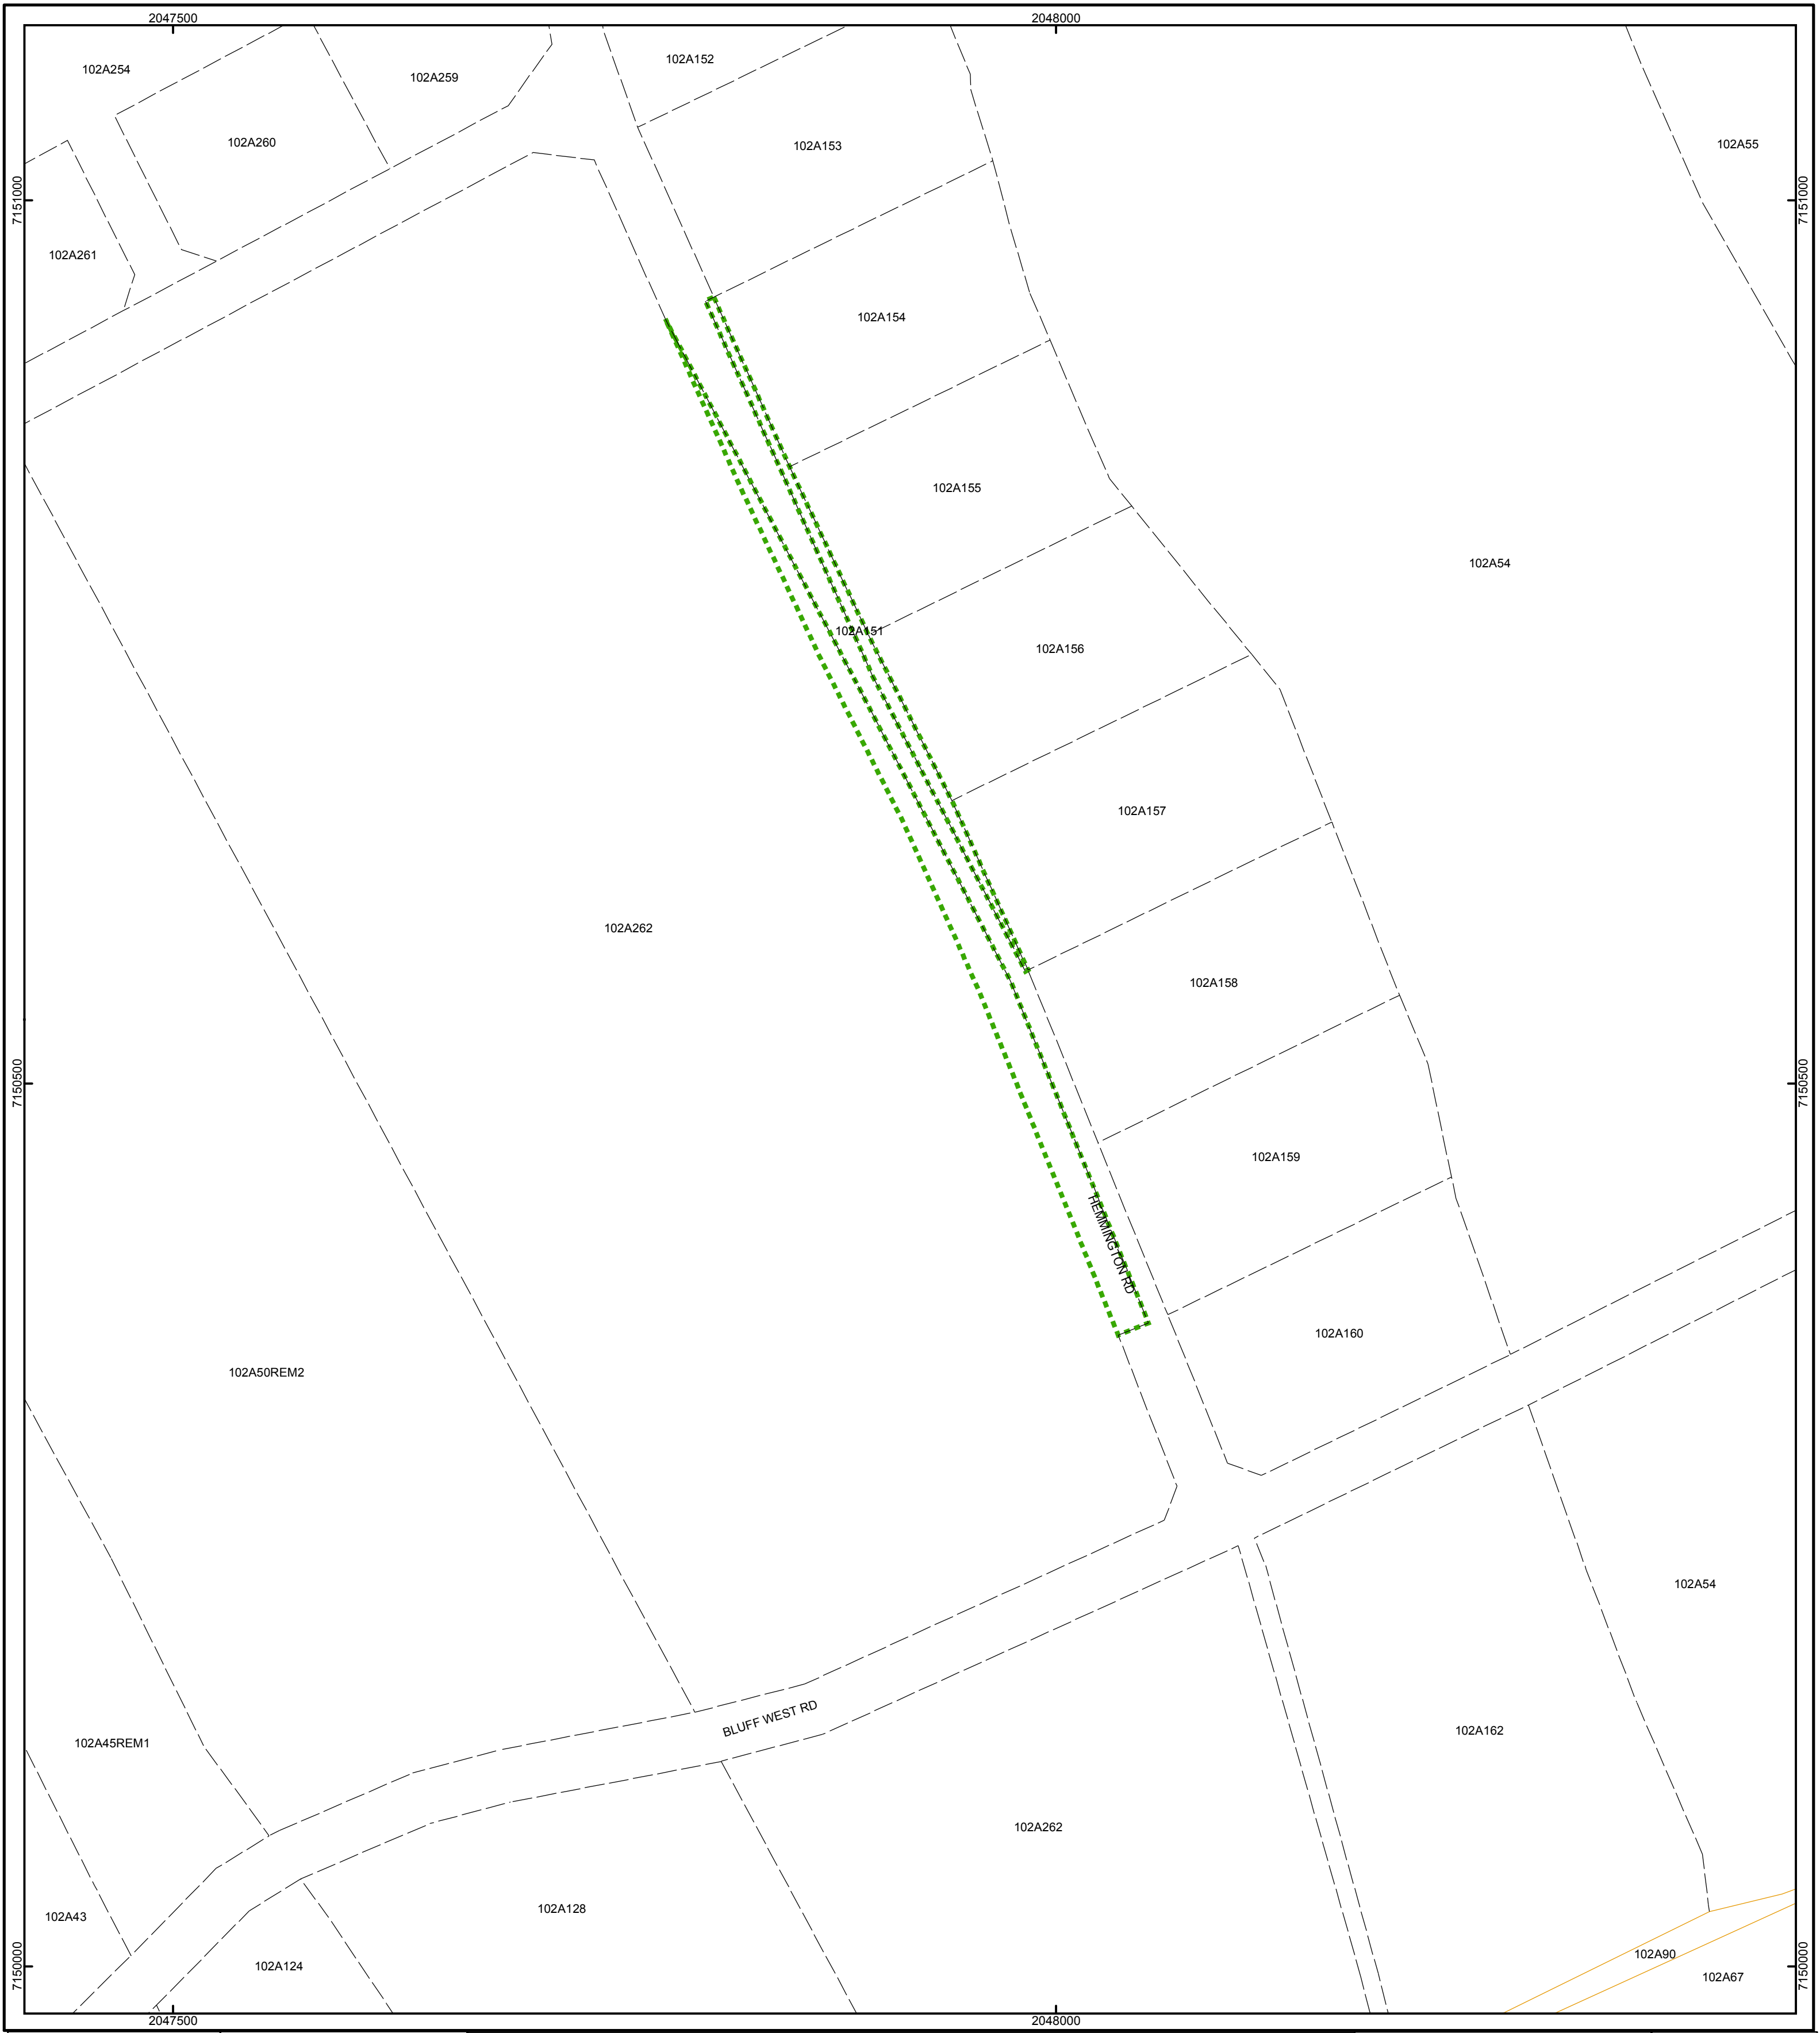 2047500
2048000
102A254
102A259
102A152
102A260
102A153
102A55
7151000
7151000
102A261
102A154
102A155
102A54
102A151
102A156
102A157
102A262
102A158
7150500
7150500
102A159
HEMMINGTON RD
102A160
102A50REM2
102A54
BLUFF WEST RD
102A162
102A45REM1
102A262
102A128
102A43
102A90
102A124
102A67
7150000
7150000
2047500
2048000